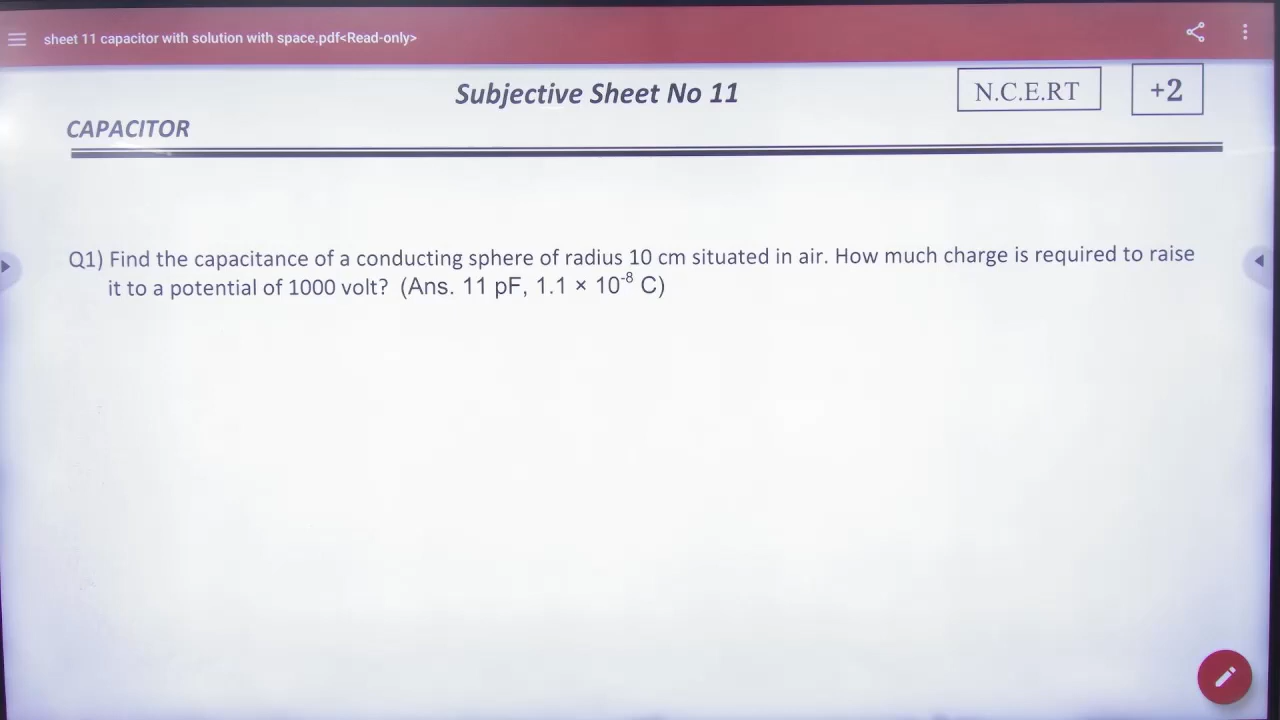 sheet 11 capacitor with solution with space.pdf<Read-only>
Subjective Sheet No 11
N.C.E.RT
+2
CAPACITOR
Q1) Find the capacitance of a conducting sphere of radius 10 cm situated in air. How much charge is required to raise
it to a potential of 1000 volt? (Ans. 11 pF, 1.1 × 10⁻⁸ C)